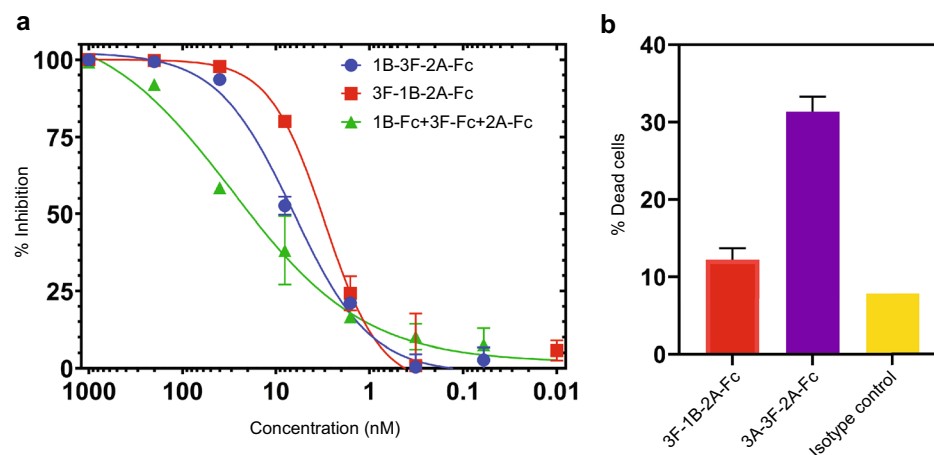 a
% Inhibition
100
75
50
25
0
1B-3F-2A-Fc
3F-1B-2A-Fc
1B-Fc+3F-Fc+2A-Fc
1000 100 10 1 0.1 0.01
Concentration (nM)
b
% Dead cells
40
30
20
10
0
3F-1B-2A-Fc
3A-3F-2A-Fc
Isotype control